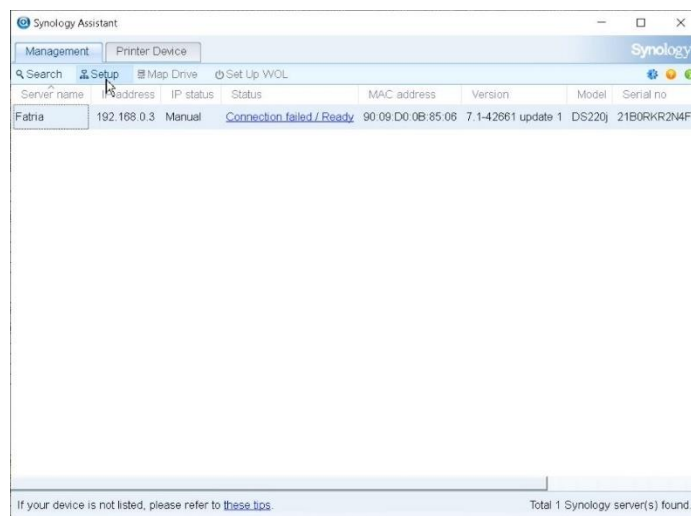 Synology Assistant
Management Printer Device Synology
Search Setup Map Drive Set Up WOL
Server name IP address IP status Status MAC address Version Model Serial no
Fatria 192.168.0.3 Manual Connection failed / Ready 90:09:D0:0B:85:06 7.1-42661 update 1 DS220j 21B0RKR2N4F
If your device is not listed, please refer to these tips. Total 1 Synology server(s) found.